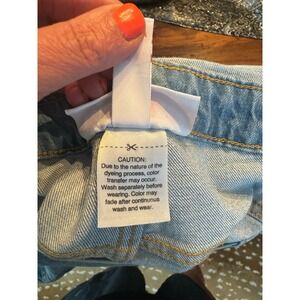 CAUTION:
Due to the nature of the
dyeing process, color
transfer may occur.
Wash separately before
wearing. Color may
fade after continuous
wash and wear.